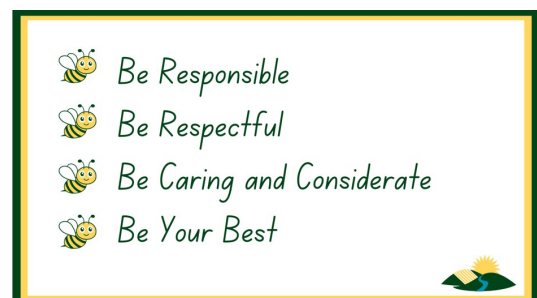 Be Responsible
Be Respectful
Be Caring and Considerate
Be Your Best